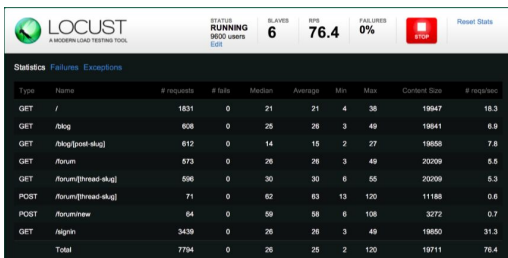 LOCUST
A MODERN LOAD TESTING TOOL
STATUS
RUNNING
9600 users
Edit
SLAVES
6
RPS
76.4
FAILURES
0%
STOP
Reset Stats
Statistics Failures Exceptions
Type Name # requests # fails Median Average Min Max Content Size # reqs/sec
GET / 1831 0 21 21 4 38 19947 18.3
GET /blog 608 0 25 26 3 49 19841 6.9
GET /blog/[post-slug] 612 0 14 15 2 27 19858 7.8
GET /forum 573 0 26 26 3 49 20209 5.5
GET /forum/[thread-slug] 596 0 30 30 6 55 20209 5.3
POST /forum/[thread-slug] 71 0 62 63 13 120 11188 0.6
POST /forum/new 64 0 59 58 6 108 3272 0.7
GET /signin 3439 0 26 26 3 49 19850 31.3
Total 7794 0 26 25 2 120 19711 76.4